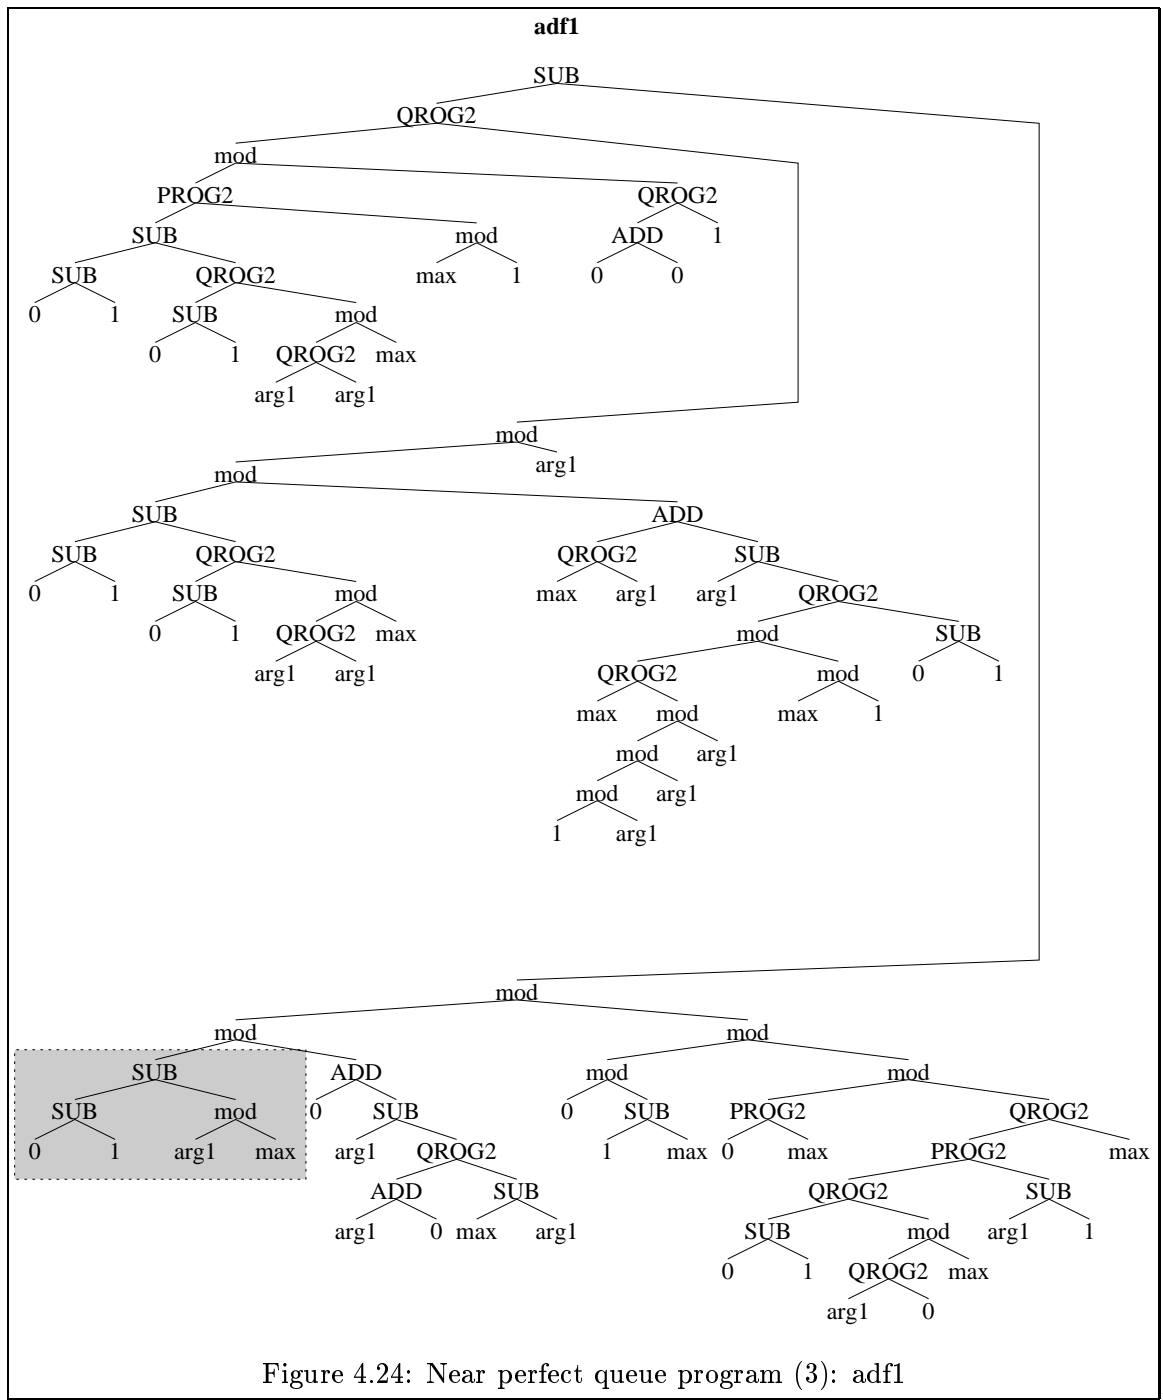 adf1
SUB
QROG2
mod
PROG2 QROG2
SUB mod ADD 1
SUB QROG2 max 1 0 0
0 1 SUB mod
0 1 QROG2 max
arg1 arg1
mod
arg1
mod
SUB ADD
SUB QROG2 QROG2 SUB
0 1 SUB mod max arg1 arg1 QROG2
0 1 QROG2 max mod SUB
arg1 arg1 QROG2 mod 0 1
max mod max 1
mod arg1
mod arg1
1 arg1
mod
mod mod
SUB ADD mod mod
SUB mod 0 SUB 0 SUB PROG2 QROG2
0 1 arg1 max arg1 QROG2 1 max 0 max PROG2 max
ADD SUB QROG2 SUB
arg1 0 max arg1 SUB mod arg1 1
0 1 QROG2 max
arg1 0
Figure 4.24: Near perfect queue program (3): adf1